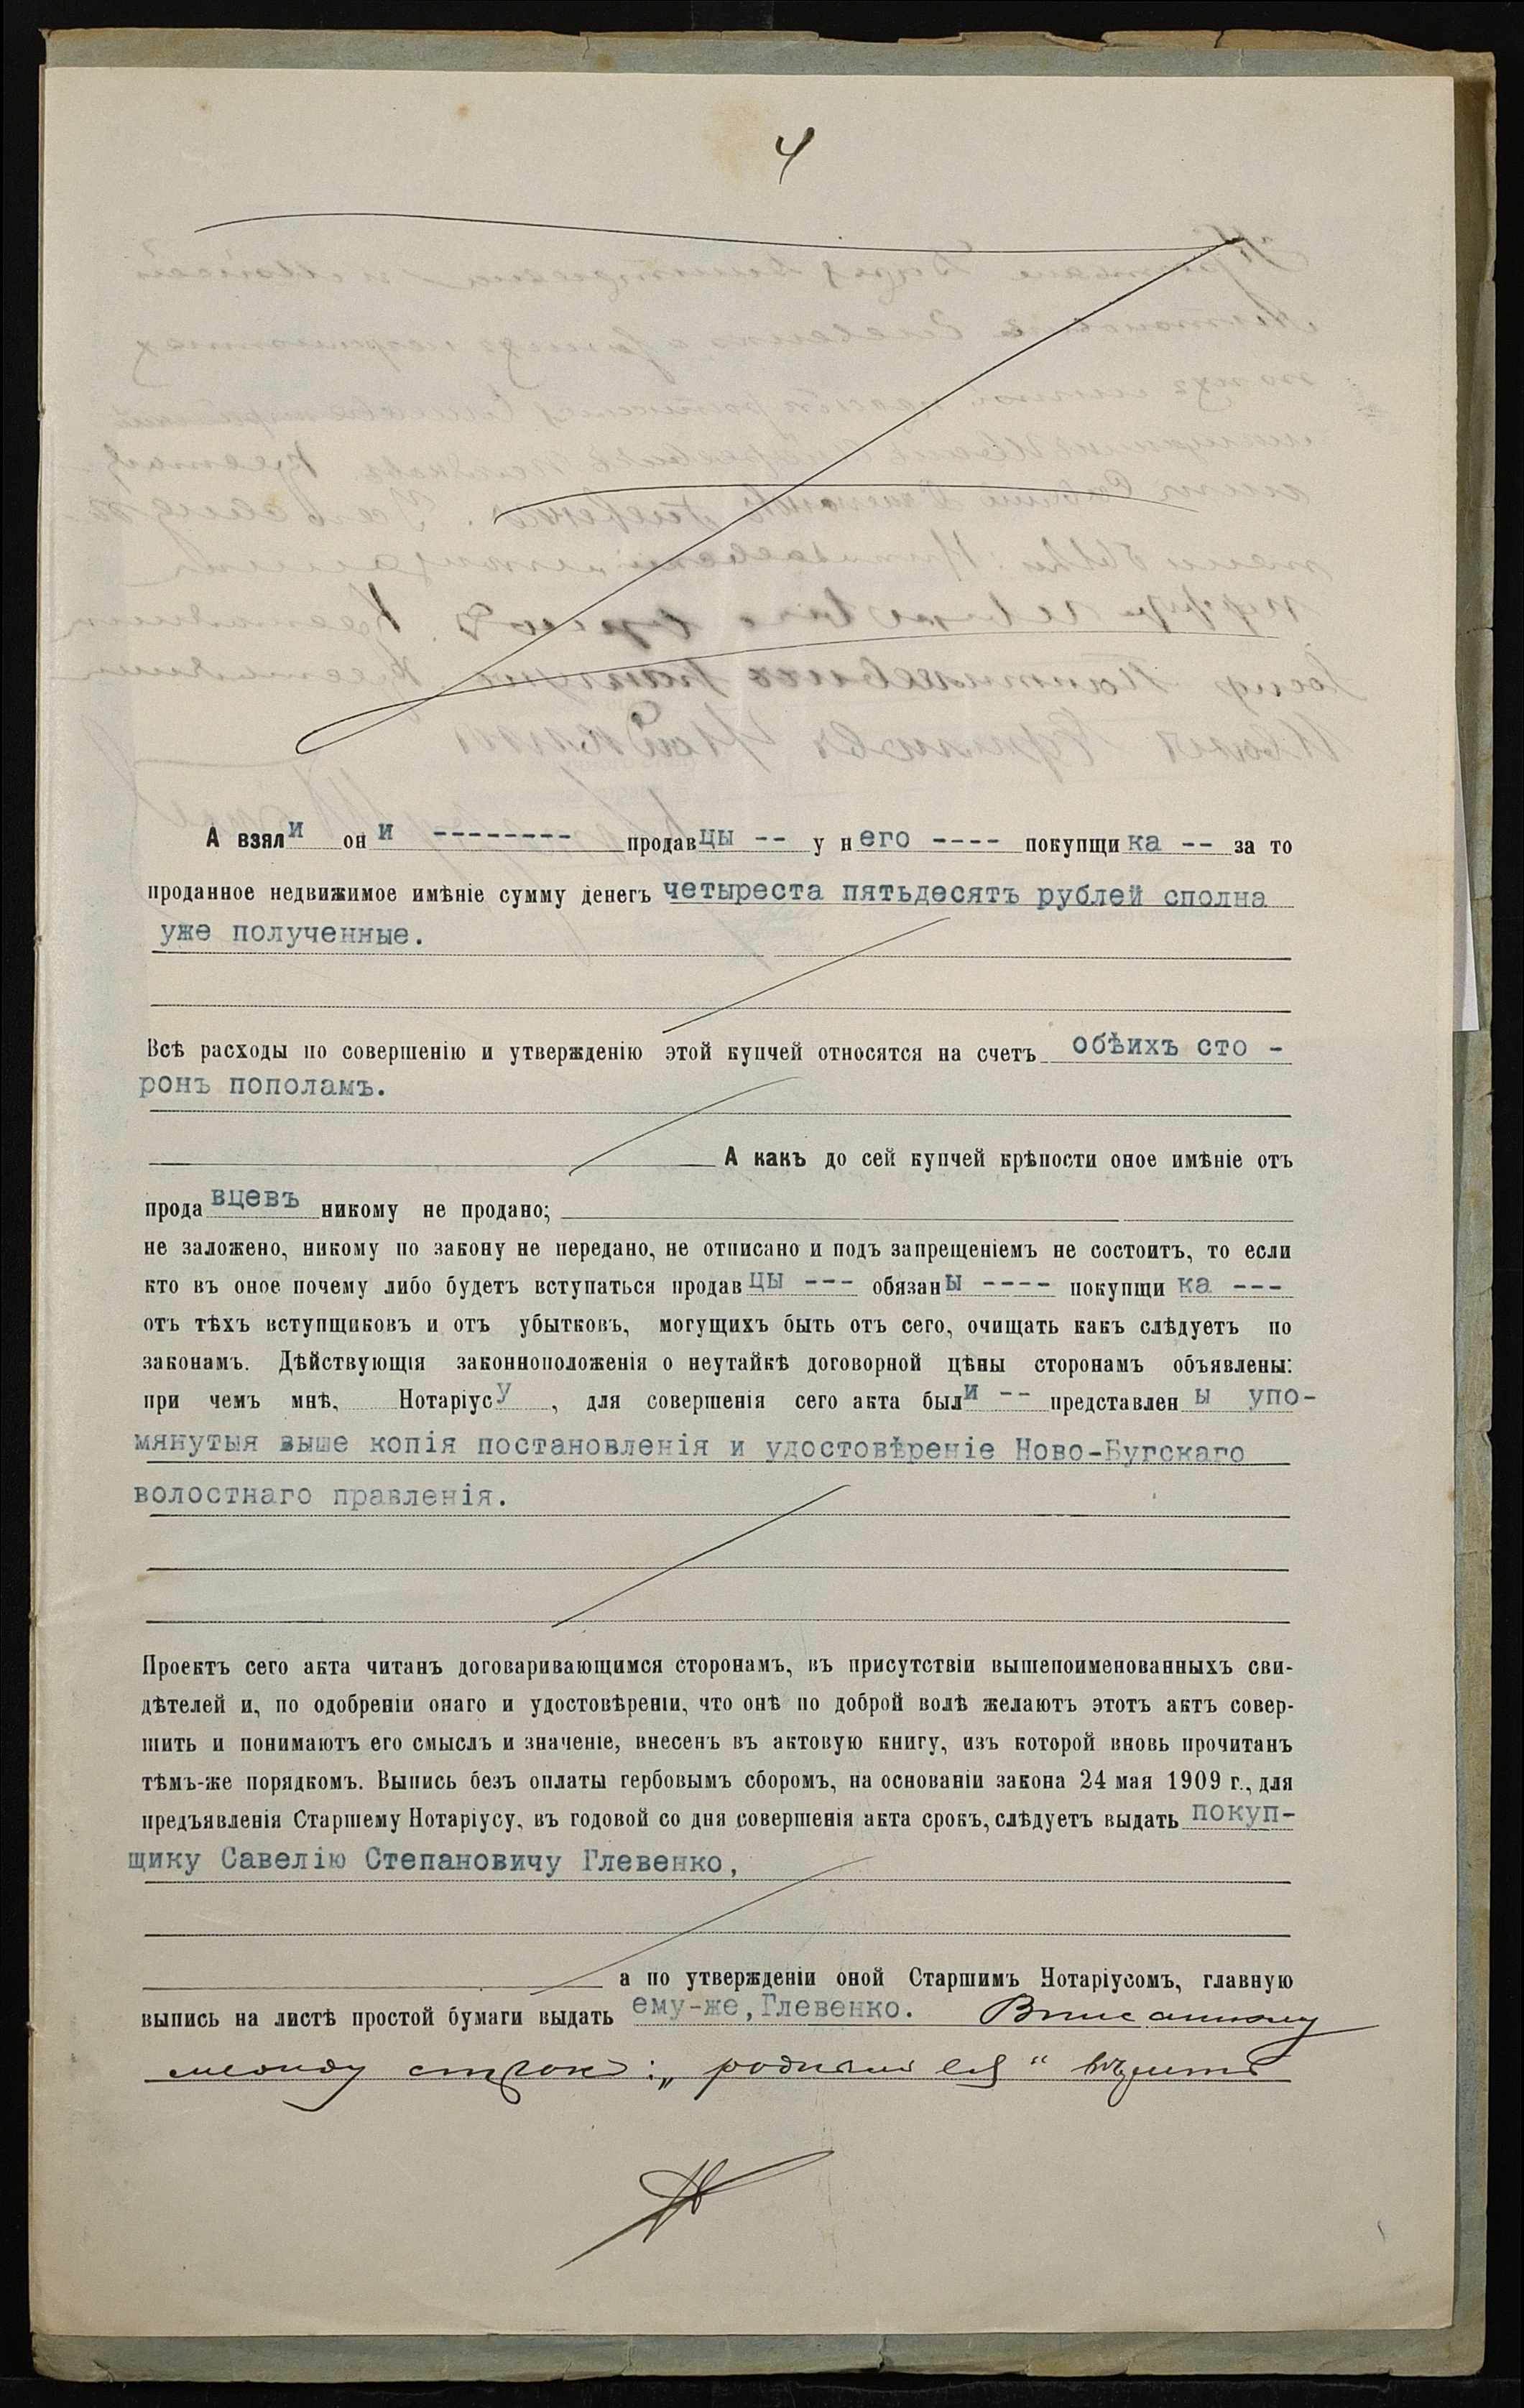 4
А взяли они -------- продавцы -- у него ---- покупщика -- за то
проданное недвижимое имѣніе сумму денегъ четыреста пятьдесятъ рублей сполна
уже полученные.
Всѣ расходы по совершенію и утвержденію этой купчей относятся на счетъ обѣихъ сто -
ронъ пополамъ.
А какъ до сей купчей крѣпости оное имѣніе отъ
продавцевъ никому не продано;
не заложено, никому по закону не передано, не отписано и подъ запрещеніемъ не состоитъ, то если
кто въ оное почему либо будетъ вступаться продавцы --- обязаны ---- покупщика ---
отъ тѣхъ вступщиковъ и отъ убытковъ, могущихъ быть отъ сего, очищать какъ слѣдуетъ по
законамъ. Дѣйствующія законноположенія о неутайкѣ договорной цѣны сторонамъ объявлены:
при чемъ мнѣ, Нотаріусу, для совершенія сего акта были -- представлены упо-
мянутыя выше копія постановленія и удостовѣреніе Ново-Бугскаго
волостнаго правленія.
Проектъ сего акта читанъ договаривающимся сторонамъ, въ присутствіи вышепоименованныхъ сви-
дѣтелей и, по одобреніи онаго и удостовѣреніи, что онѣ по доброй волѣ желаютъ этотъ актъ совер-
шить и понимаютъ его смыслъ и значеніе, внесенъ въ актовую книгу, изъ которой вновь прочитанъ
тѣмъ-же порядкомъ. Выпись безъ оплаты гербовымъ сборомъ, на основаніи закона 24 мая 1909 г., для
предъявленія Старшему Нотаріусу, въ годовой со дня совершенія акта срокъ, слѣдуетъ выдать покуп-
щику Савелію Степановичу Глевенко,
а по утвержденіи оной Старшимъ Нотаріусомъ, главную
выпись на листѣ простой бумаги выдать ему-же, Глевенко. Вписанному
между строкъ: „